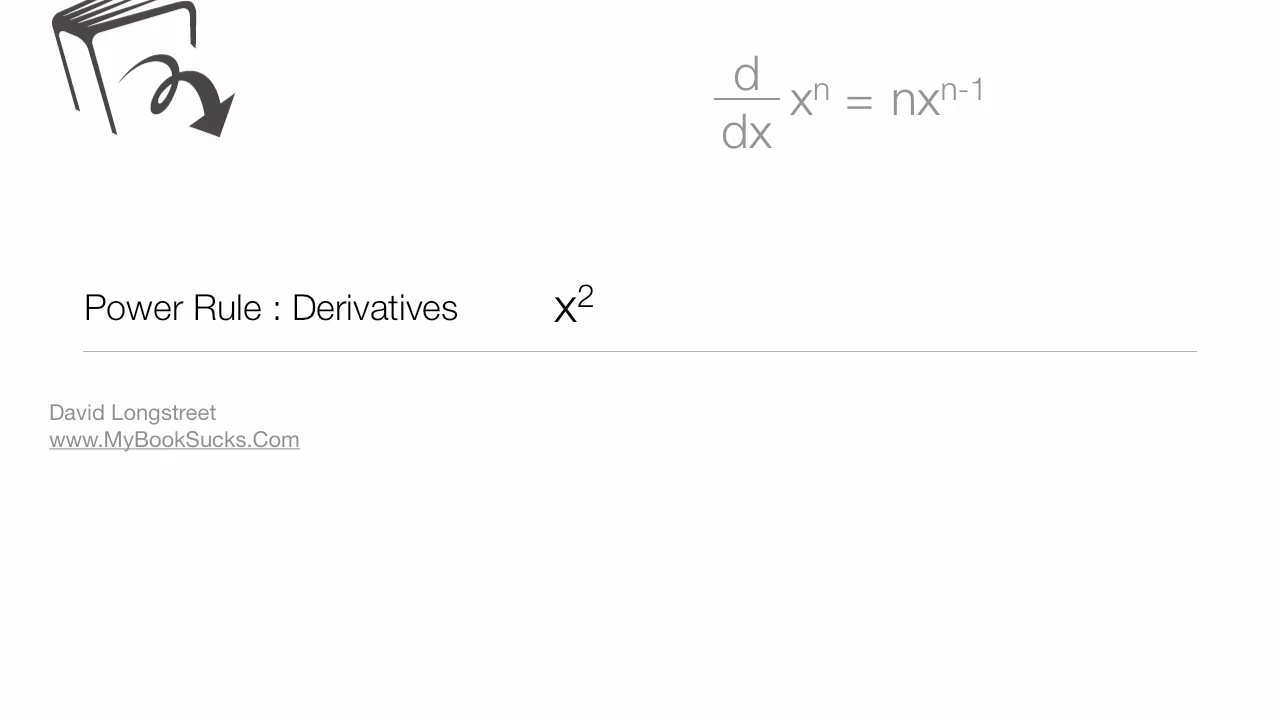 d/dx xⁿ = nxⁿ⁻¹
Power Rule : Derivatives x²
David Longstreet
www.MyBookSucks.Com